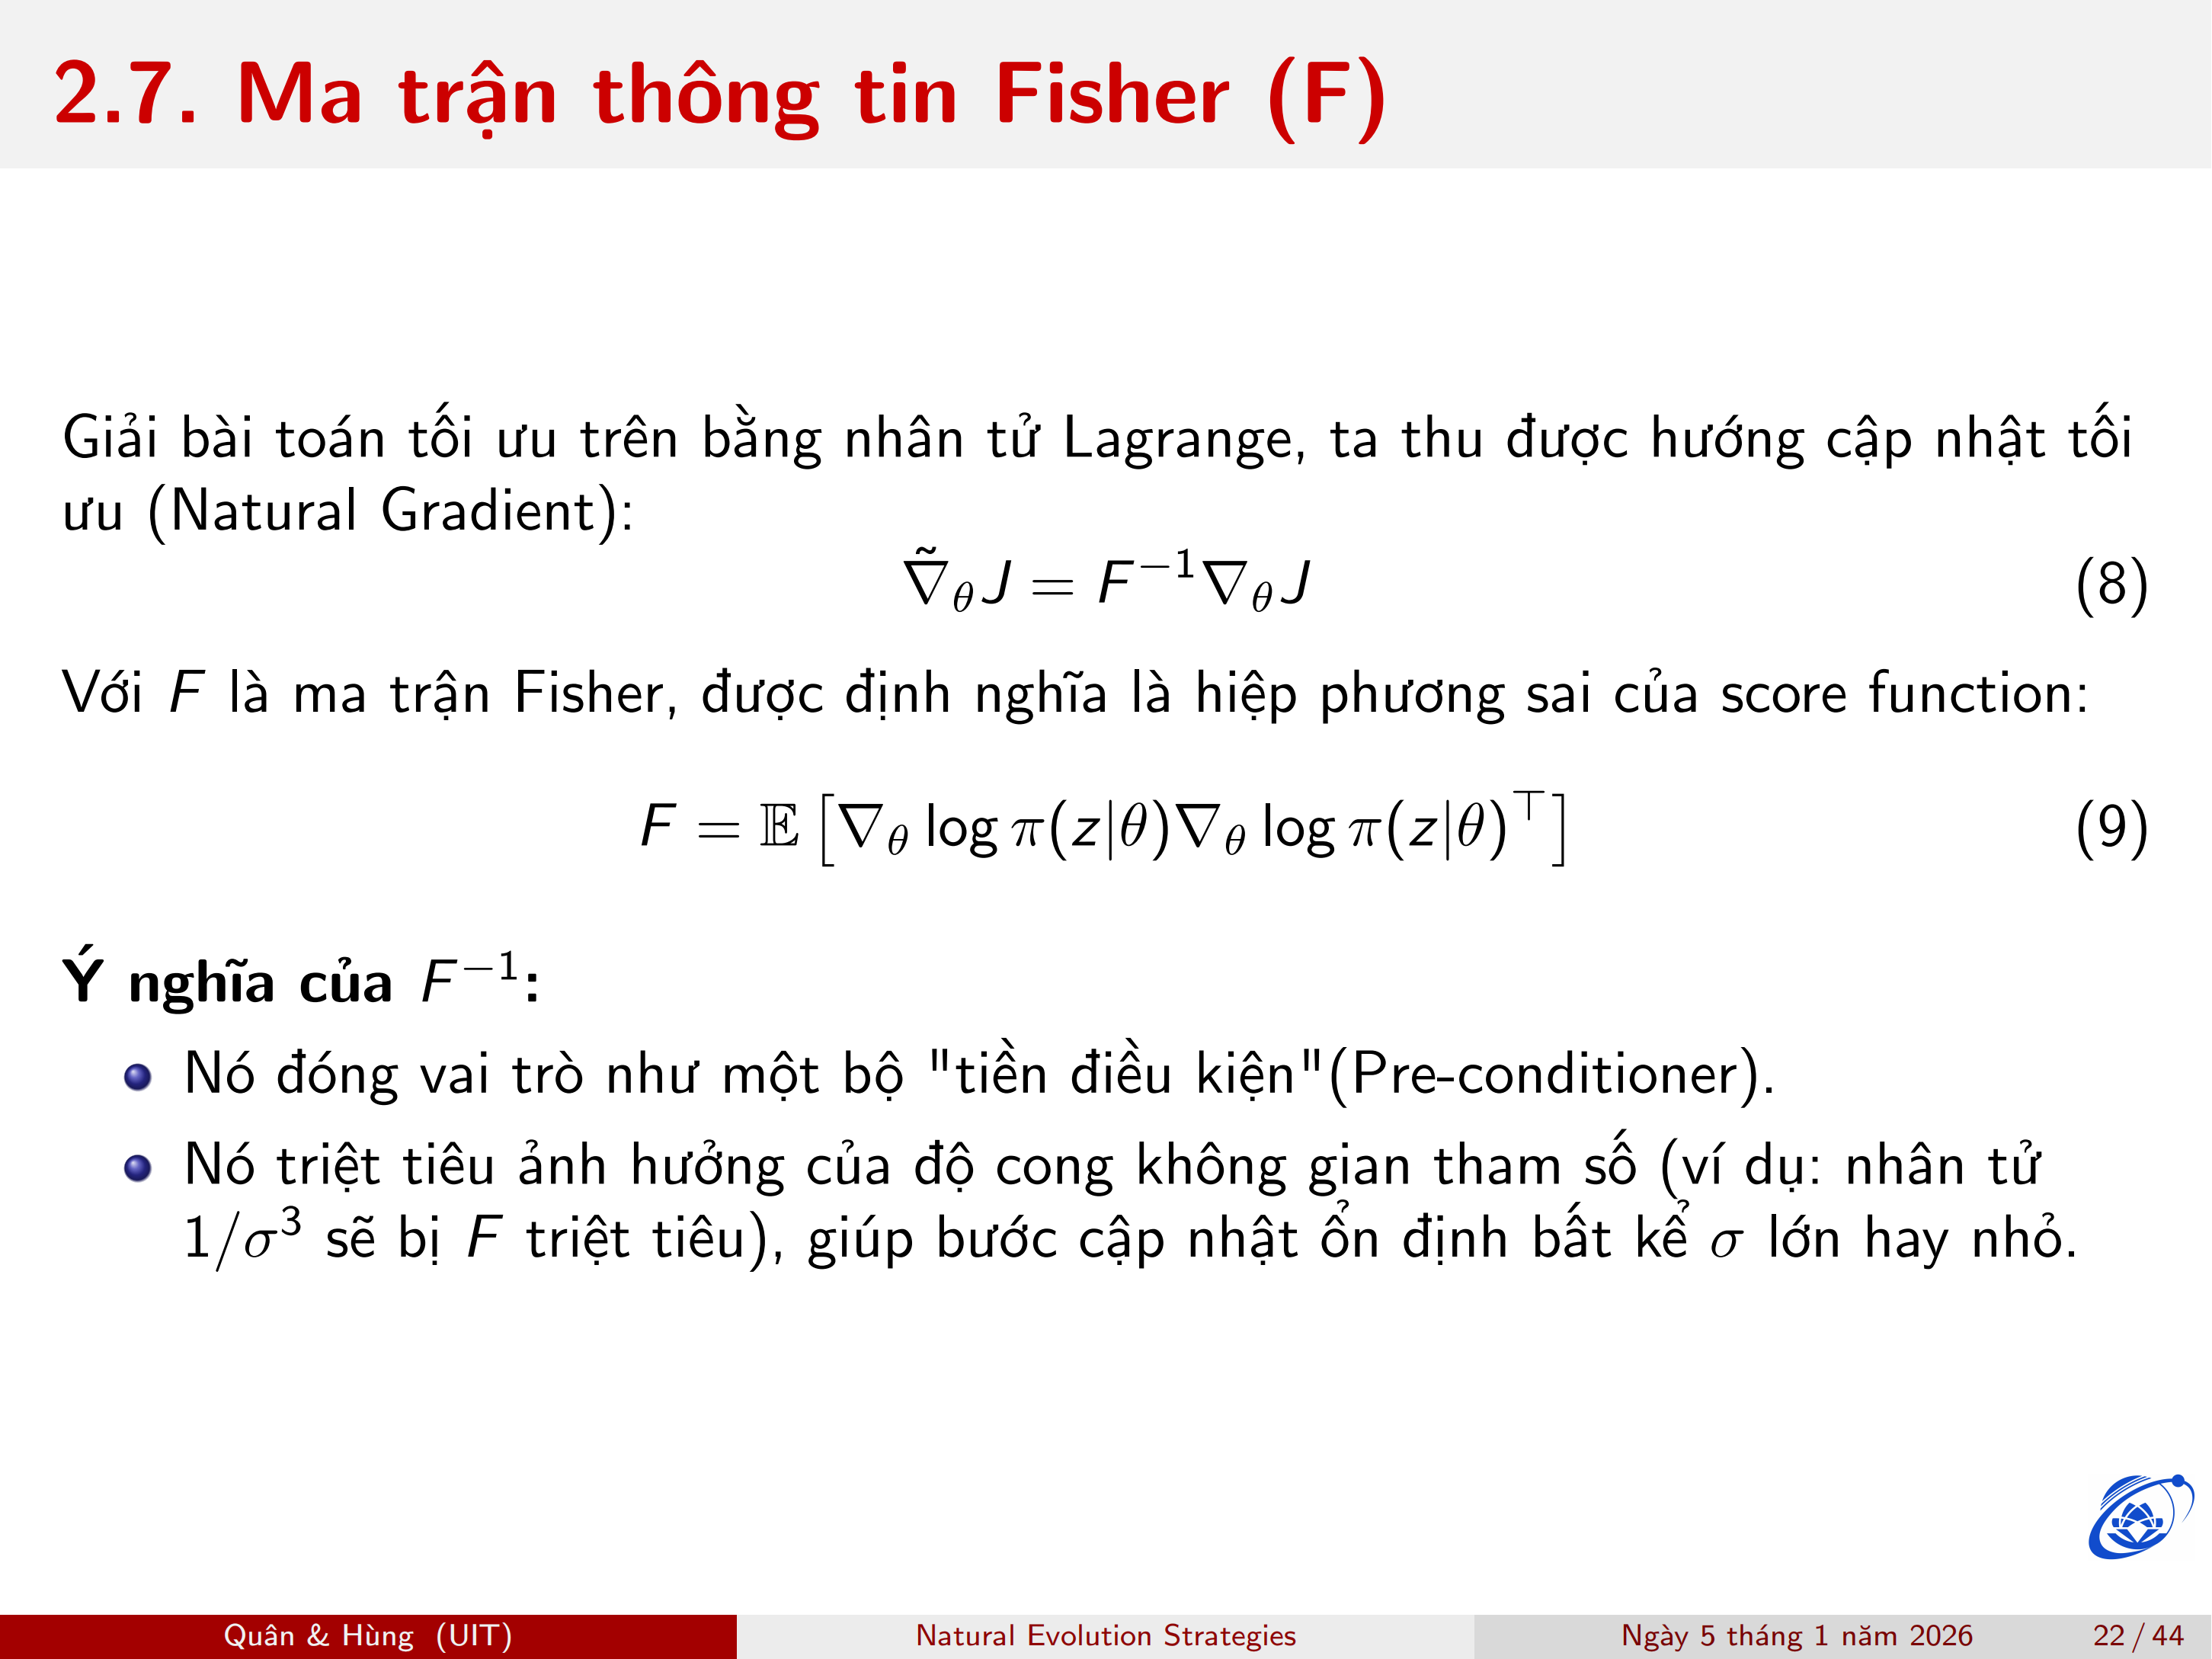 2.7. Ma trận thông tin Fisher (F)
Giải bài toán tối ưu trên bằng nhân tử Lagrange, ta thu được hướng cập nhật tối
ưu (Natural Gradient):
∇̃_θ J = F⁻¹∇_θ J (8)
Với F là ma trận Fisher, được định nghĩa là hiệp phương sai của score function:
F = 𝔼 [∇_θ log π(z|θ)∇_θ log π(z|θ)^⊤] (9)
Ý nghĩa của F⁻¹:
Nó đóng vai trò như một bộ "tiền điều kiện"(Pre-conditioner).
Nó triệt tiêu ảnh hưởng của độ cong không gian tham số (ví dụ: nhân tử
1/σ³ sẽ bị F triệt tiêu), giúp bước cập nhật ổn định bất kể σ lớn hay nhỏ.
Quân & Hùng (UIT) Natural Evolution Strategies Ngày 5 tháng 1 năm 2026 22 / 44